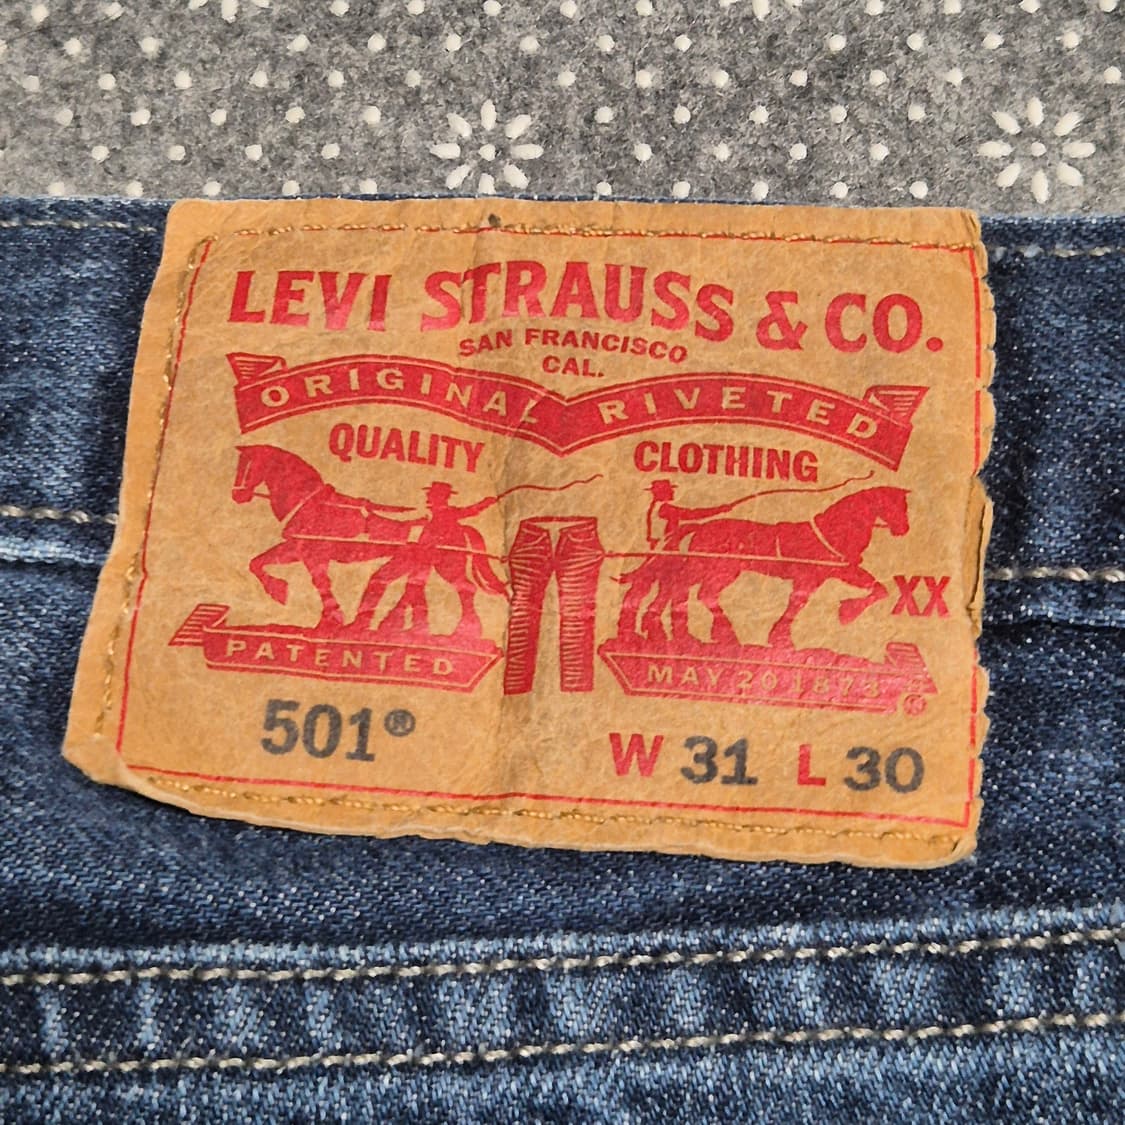 LEVI STRAUSS & CO.
SAN FRANCISCO
CAL.
ORIGINAL RIVETED
QUALITY CLOTHING
XX
PATENTED MAY 20 1873 ®
501® W 31 L 30